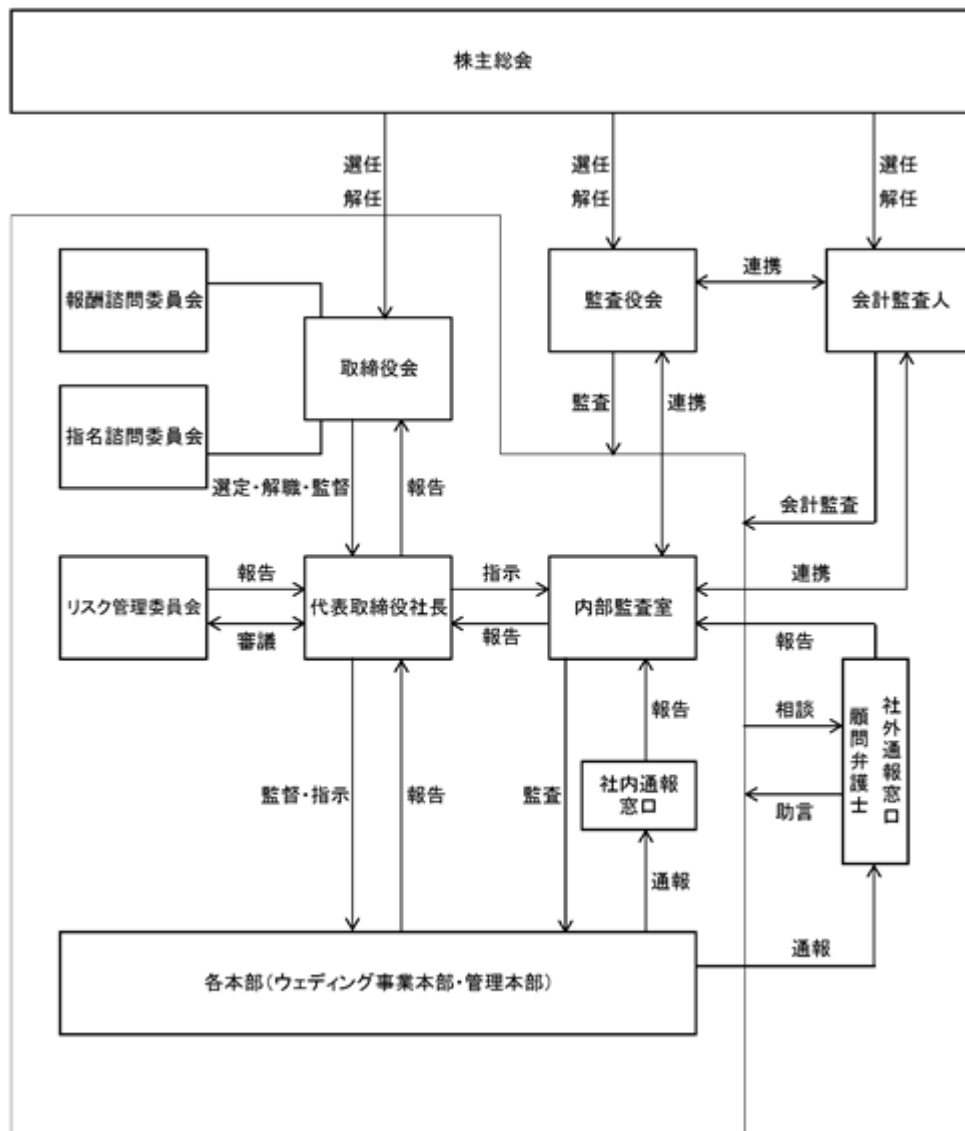 株主総会
選任
解任
選任
解任
選任
解任
報酬諮問委員会
監査役会
連携
会計監査人
取締役会
指名諮問委員会
監査
連携
選定・解職・監督
報告
会計監査
リスク管理委員会
報告
審議
代表取締役社長
指示
報告
内部監査室
連携
報告
監督・指示
報告
監査
報告
社内通報
窓口
通報
相談
助言
社外通報窓口
顧問弁護士
各本部(ウェディング事業本部・管理本部)
通報